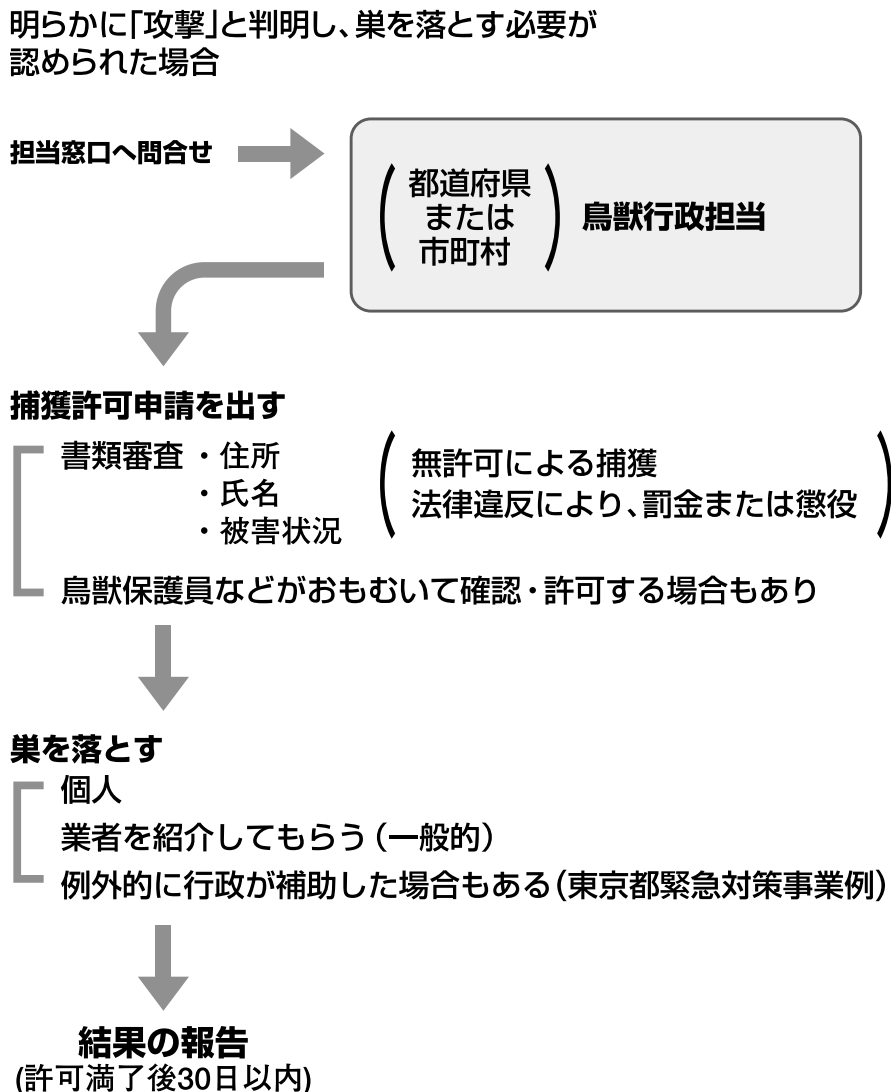 明らかに「攻撃」と判明し、巣を落とす必要が
認められた場合
担当窓口へ問合せ
都道府県
または
市町村
鳥獣行政担当
捕獲許可申請を出す
書類審査 ・住所
・氏名
・被害状況
無許可による捕獲
法律違反により、罰金または懲役
鳥獣保護員などがおもむいて確認・許可する場合もあり
巣を落とす
個人
業者を紹介してもらう（一般的）
例外的に行政が補助した場合もある（東京都緊急対策事業例）
結果の報告
(許可満了後30日以内)